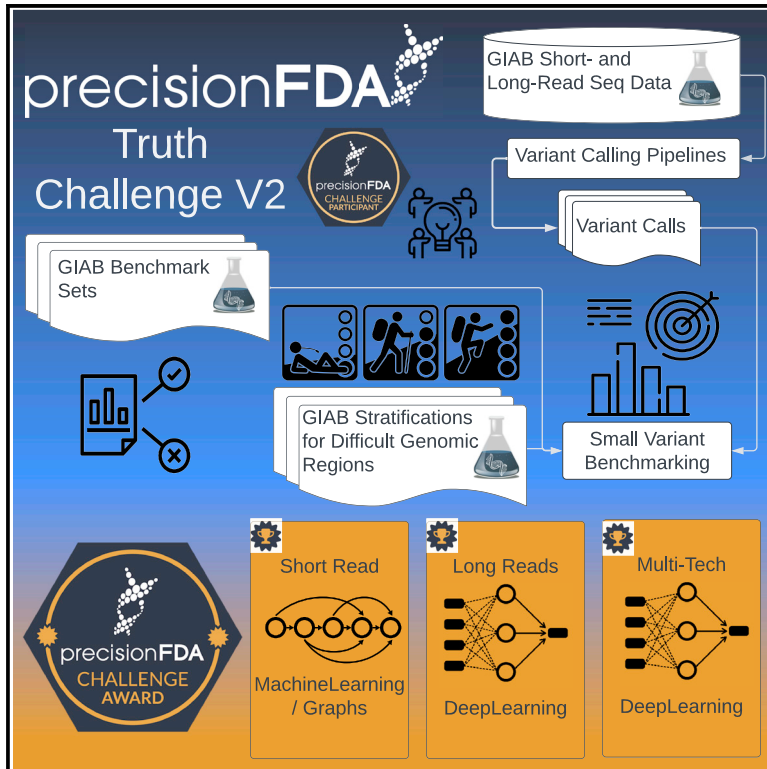 precisionFDA
Truth
Challenge V2
precisionFDA
CHALLENGE
PARTICIPANT
GIAB Short- and
Long-Read Seq Data
Variant Calling Pipelines
Variant Calls
GIAB Benchmark
Sets
GIAB Stratifications
for Difficult Genomic
Regions
Small Variant
Benchmarking
precisionFDA
CHALLENGE
AWARD
Short Read
MachineLearning
/ Graphs
Long Reads
DeepLearning
Multi-Tech
DeepLearning